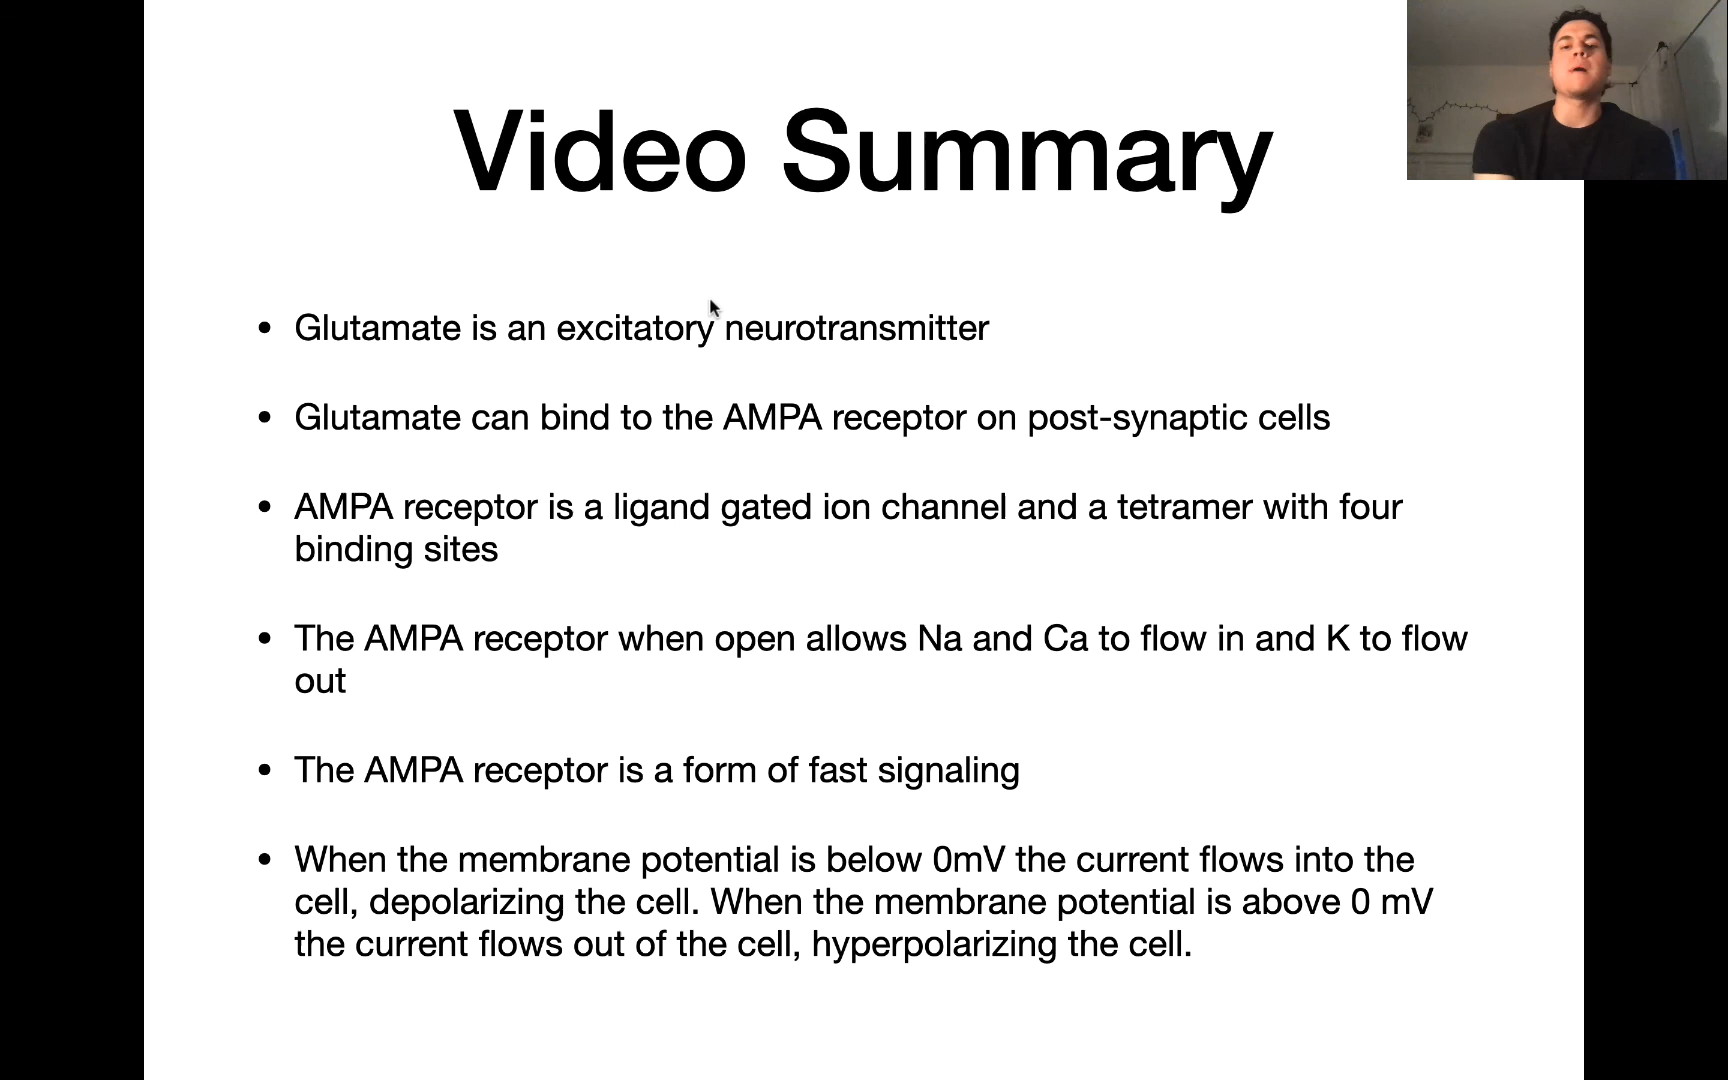 Video Summary
• Glutamate is an excitatory neurotransmitter
• Glutamate can bind to the AMPA receptor on post-synaptic cells
• AMPA receptor is a ligand gated ion channel and a tetramer with four
binding sites
• The AMPA receptor when open allows Na and Ca to flow in and K to flow
out
• The AMPA receptor is a form of fast signaling
• When the membrane potential is below 0mV the current flows into the
cell, depolarizing the cell. When the membrane potential is above 0 mV
the current flows out of the cell, hyperpolarizing the cell.